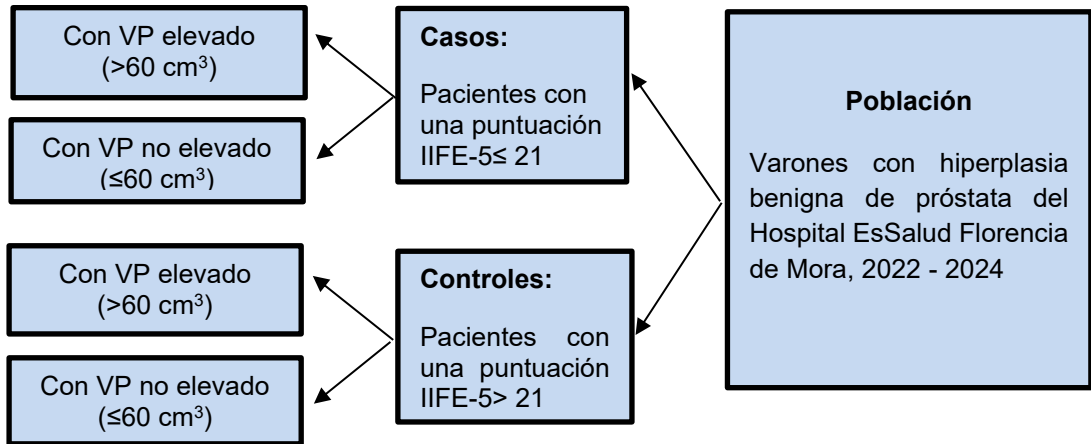 Con VP elevado
(>60 cm³)
Con VP no elevado
(≤60 cm³)
Casos:
Pacientes con
una puntuación
IIFE-5≤ 21
Con VP elevado
(>60 cm³)
Con VP no elevado
(≤60 cm³)
Controles:
Pacientes con
una puntuación
IIFE-5> 21
Población
Varones con hiperplasia
benigna de próstata del
Hospital EsSalud Florencia
de Mora, 2022 - 2024